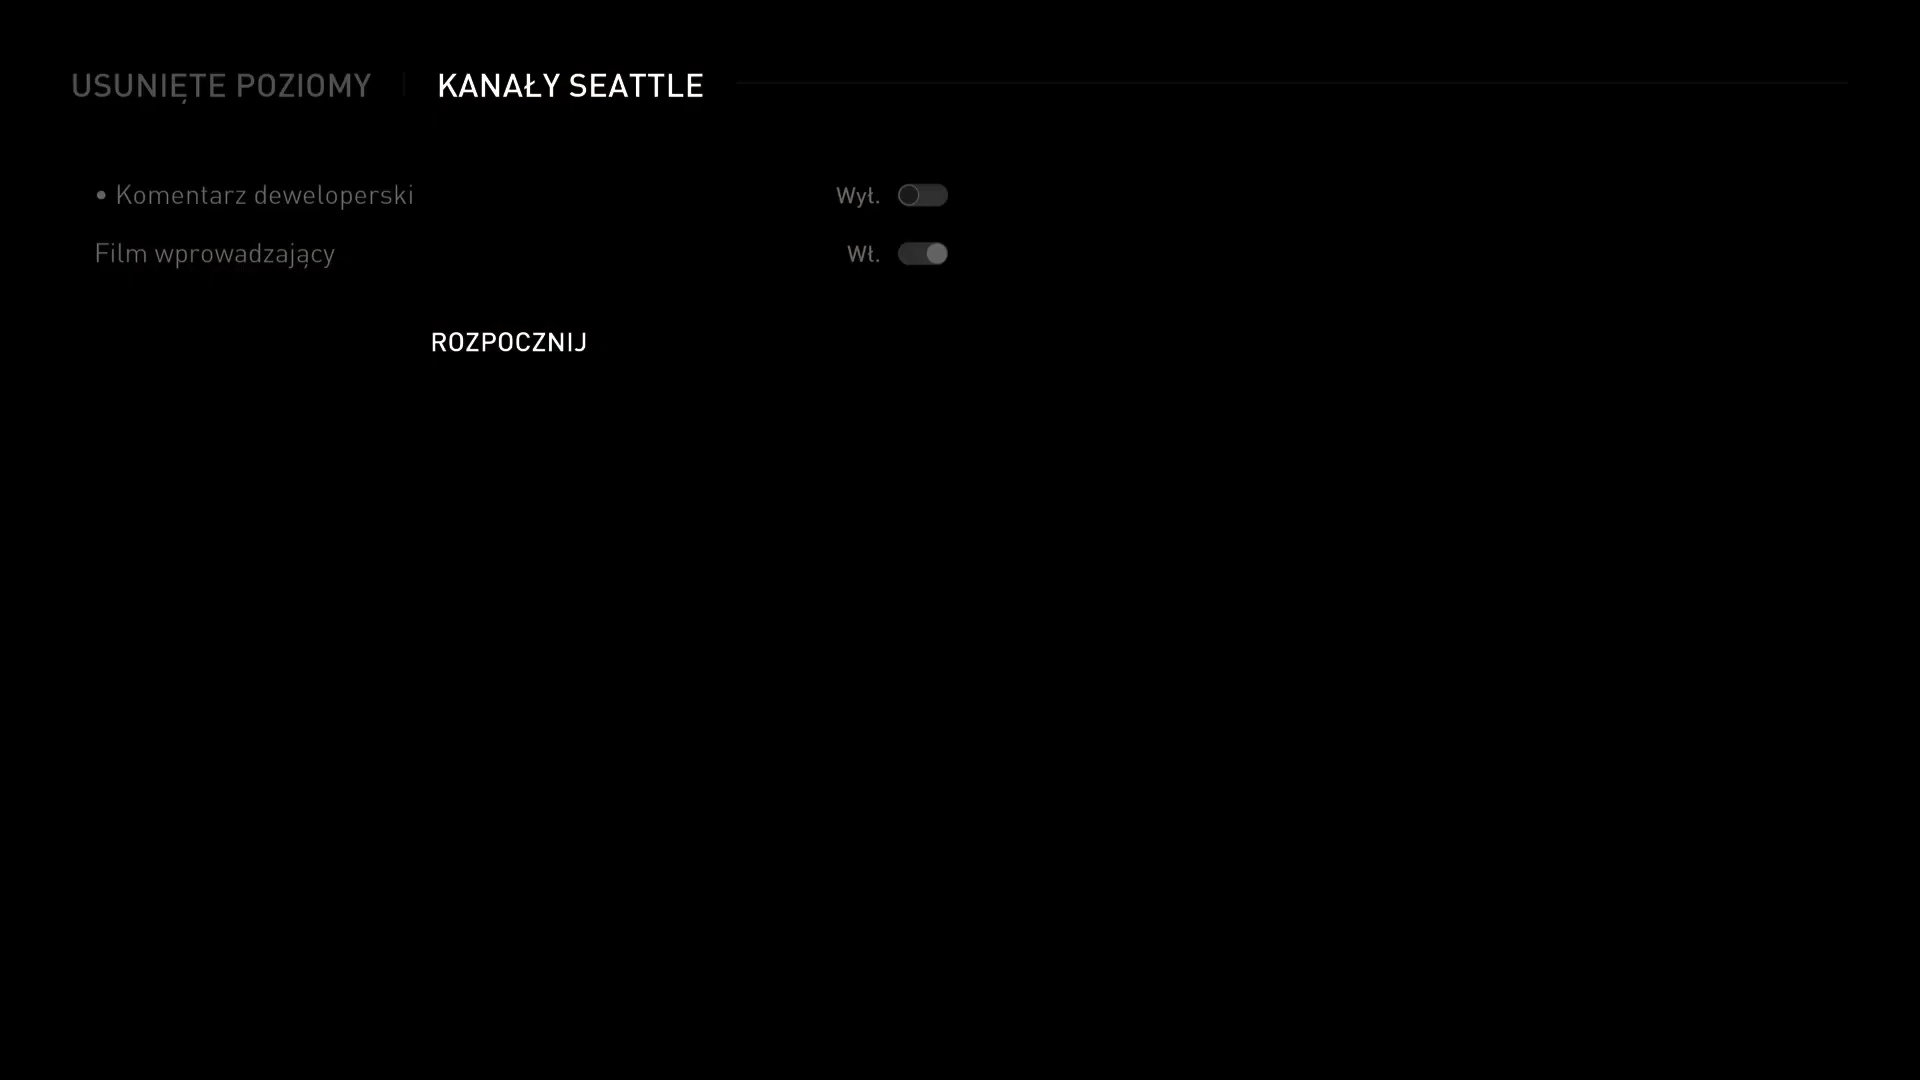 USUNIĘTE POZIOMY KANAŁY SEATTLE
• Komentarz deweloperski Wył.
Film wprowadzający Wł.
ROZPOCZNIJ